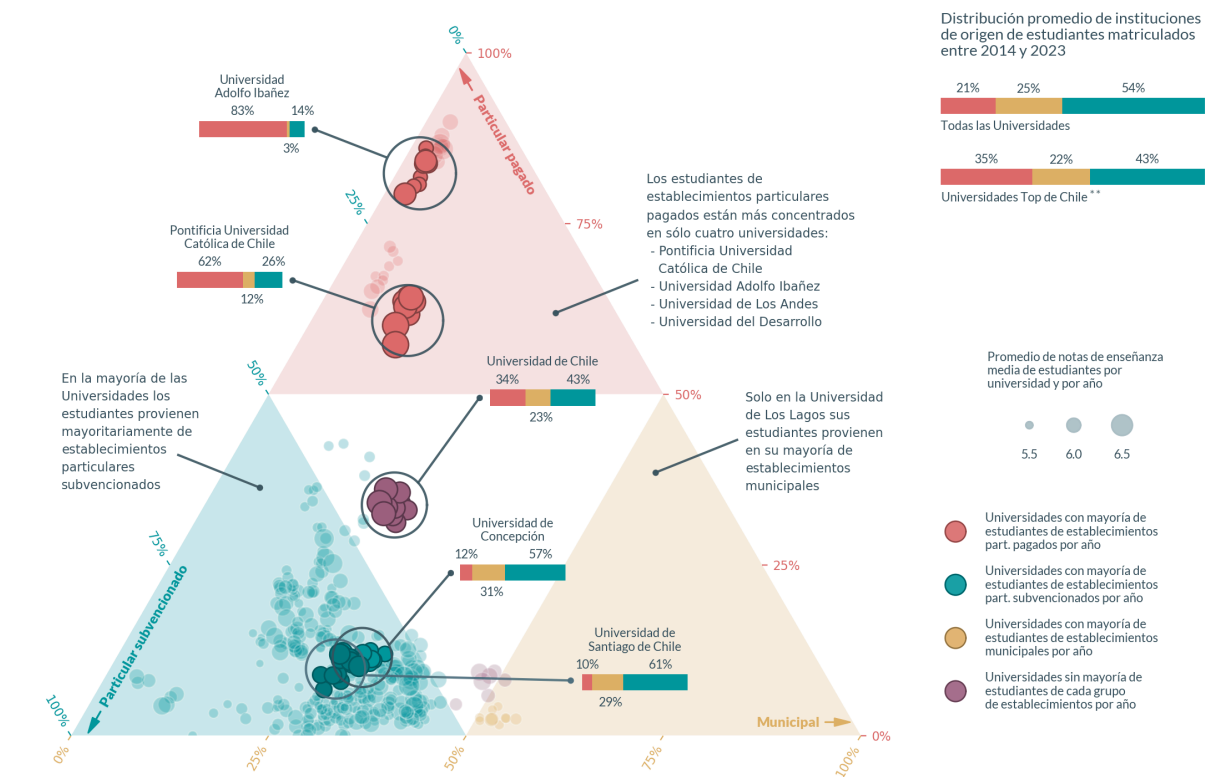 Distribución promedio de instituciones
de origen de estudiantes matriculados
entre 2014 y 2023
21% 25% 54%
Todas las Universidades
35% 22% 43%
Universidades Top de Chile **
0%
100%
Particular pagado
Universidad
Adolfo Ibañez
83% 14%
3%
25%
75%
Pontificia Universidad
Católica de Chile
62% 26%
12%
Los estudiantes de
establecimientos particulares
pagados están más concentrados
en sólo cuatro universidades:
- Pontificia Universidad
Católica de Chile
- Universidad Adolfo Ibañez
- Universidad de Los Andes
- Universidad del Desarrollo
50%
50%
Universidad de Chile
34% 43%
23%
En la mayoría de las
Universidades los
estudiantes provienen
mayoritariamente de
establecimientos
particulares
subvencionados
Solo en la Universidad
de Los Lagos sus
estudiantes provienen
en su mayoría de
establecimientos
municipales
Promedio de notas de enseñanza
media de estudiantes por
universidad y por año
5.5 6.0 6.5
Universidad de
Concepción
12% 57%
31%
75%
25%
Particular subvencionado
Universidad de
Santiago de Chile
10% 61%
29%
100%
Municipal
0%
0%
25%
50%
75%
100%
Universidades con mayoría de
estudiantes de establecimientos
part. pagados por año
Universidades con mayoría de
estudiantes de establecimientos
part. subvencionados por año
Universidades con mayoría de
estudiantes de establecimientos
municipales por año
Universidades sin mayoría de
estudiantes de cada grupo
de establecimientos por año